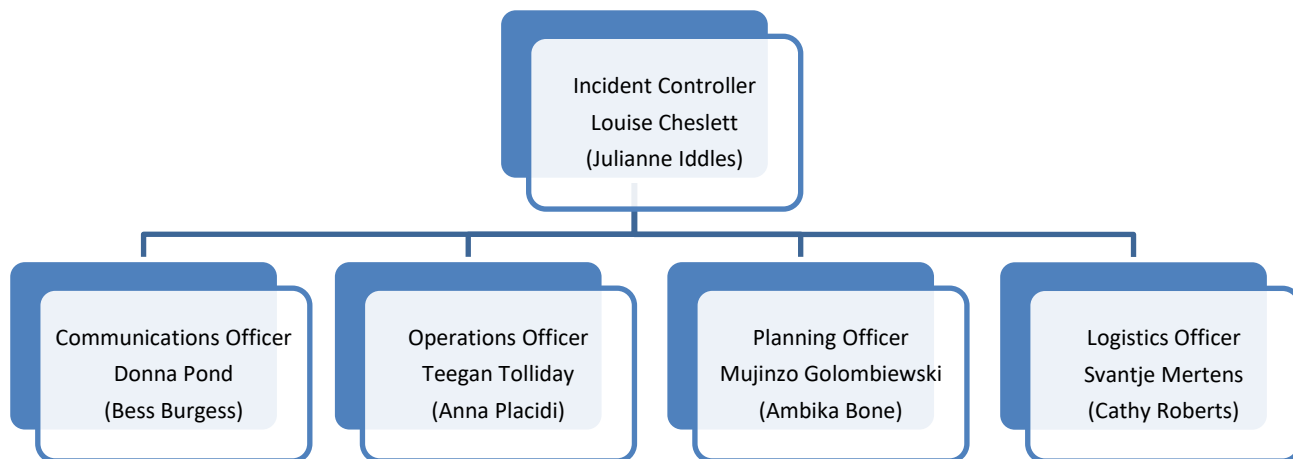 Incident Controller
Louise Cheslett
(Julianne Iddles)
Communications Officer
Donna Pond
(Bess Burgess)
Operations Officer
Teegan Tolliday
(Anna Placidi)
Planning Officer
Mujinzo Golombiewski
(Ambika Bone)
Logistics Officer
Svantje Mertens
(Cathy Roberts)